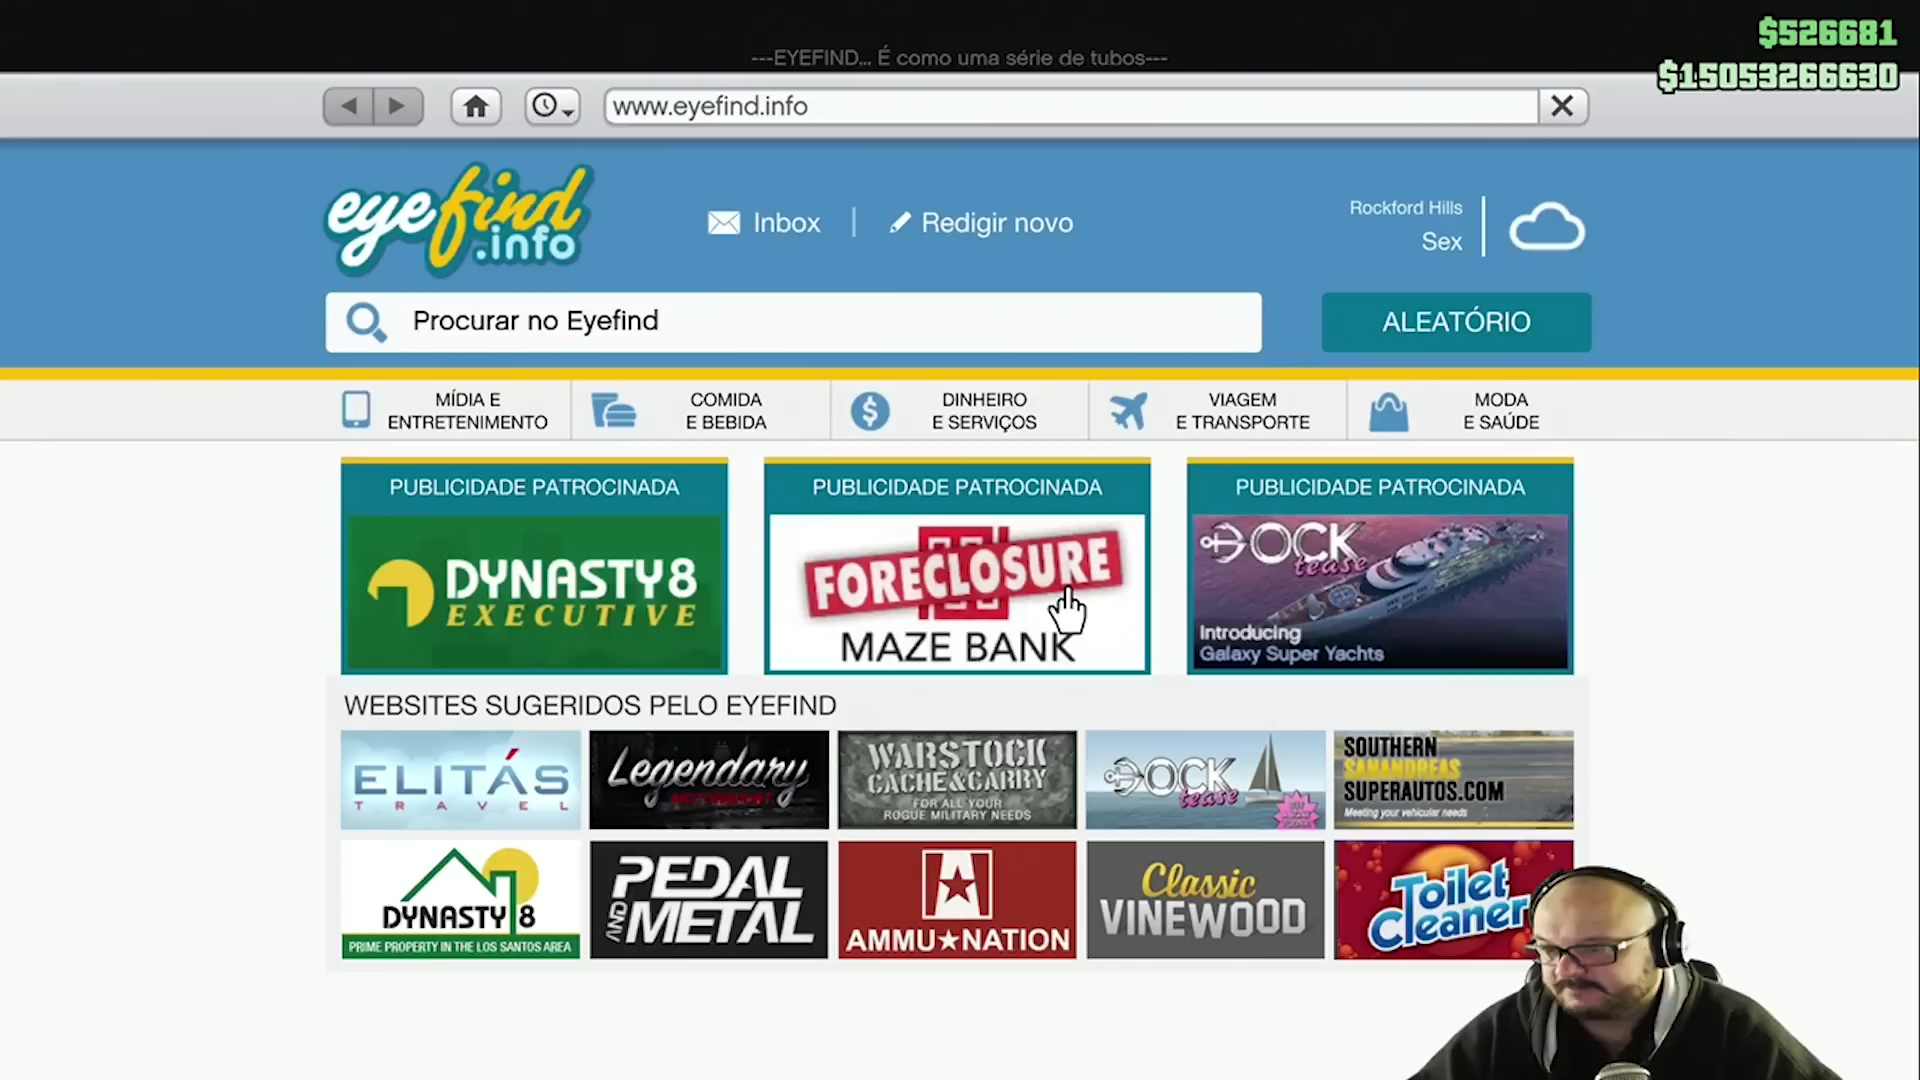 $526681
---EYEFIND... É como uma série de tubos---
$15053266630
www.eyefind.info
eyefind
.info
Inbox
Redigir novo
Rockford Hills
Sex
Procurar no Eyefind
ALEATÓRIO
MÍDIA E
ENTRETENIMENTO
COMIDA
E BEBIDA
DINHEIRO
E SERVIÇOS
VIAGEM
E TRANSPORTE
MODA
E SAÚDE
PUBLICIDADE PATROCINADA
DYNASTY 8
EXECUTIVE
PUBLICIDADE PATROCINADA
FORECLOSURE
MAZE BANK
PUBLICIDADE PATROCINADA
DOCK
tease
Introducing
Galaxy Super Yachts
WEBSITES SUGERIDOS PELO EYEFIND
ELITÁS
TRAVEL
Legendary
MOTORSPORT
WARSTOCK
CACHE & CARRY
FOR ALL YOUR
ROGUE MILITARY NEEDS
DOCK
tease
SOUTHERN
SANANDREAS
SUPERAUTOS.COM
Meeting your vehicular needs
DYNASTY 8
PRIME PROPERTY IN THE LOS SANTOS AREA
PEDAL
AND
METAL
AMMU★NATION
Classic
VINEWOOD
Toilet
Cleaner